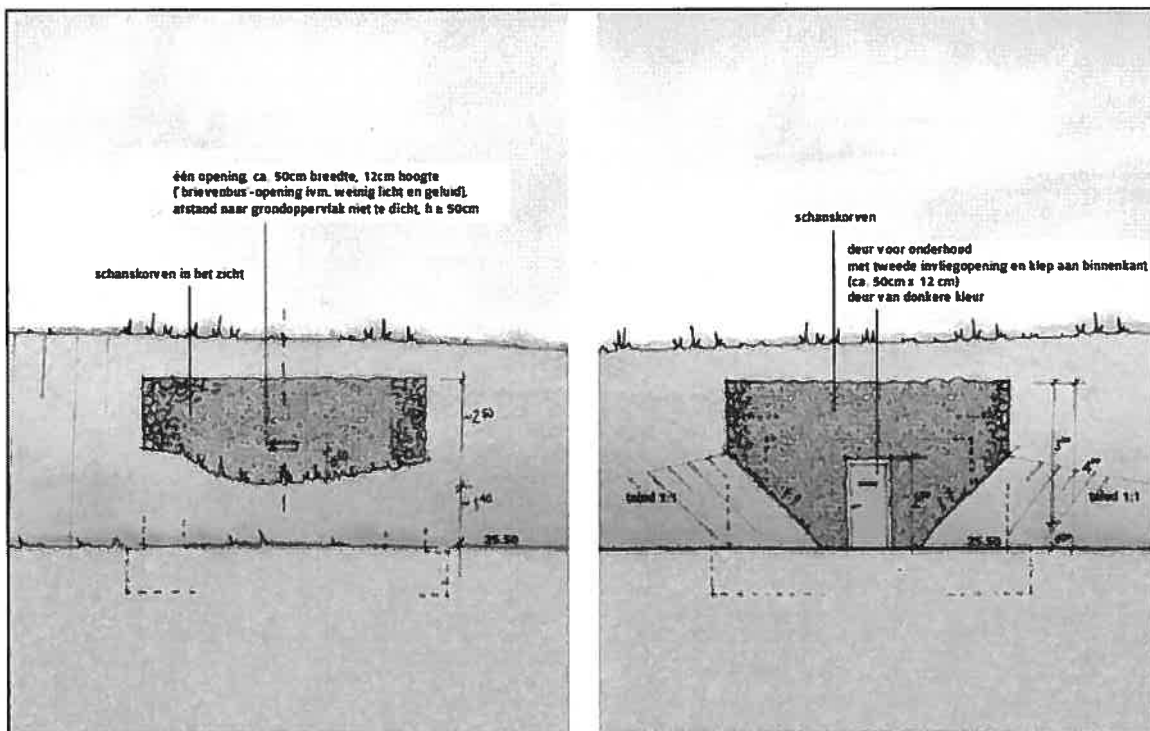 één opening, ca. 50cm breedte, 12cm hoogte
('brievenbus'-opening ivm. weinig licht en geluid),
afstand naar grondoppervlak niet te dicht, h ≥ 50cm
schanskorven in het zicht
2⁵⁰
1⁴⁰
25.50
schanskorven
deur voor onderhoud
met tweede invliegopening en klep aan binnenkant
(ca. 50cm x 12 cm)
deur van donkere kleur
talud 1:1
3⁰⁰
4⁰⁰
talud 1:1
25.50